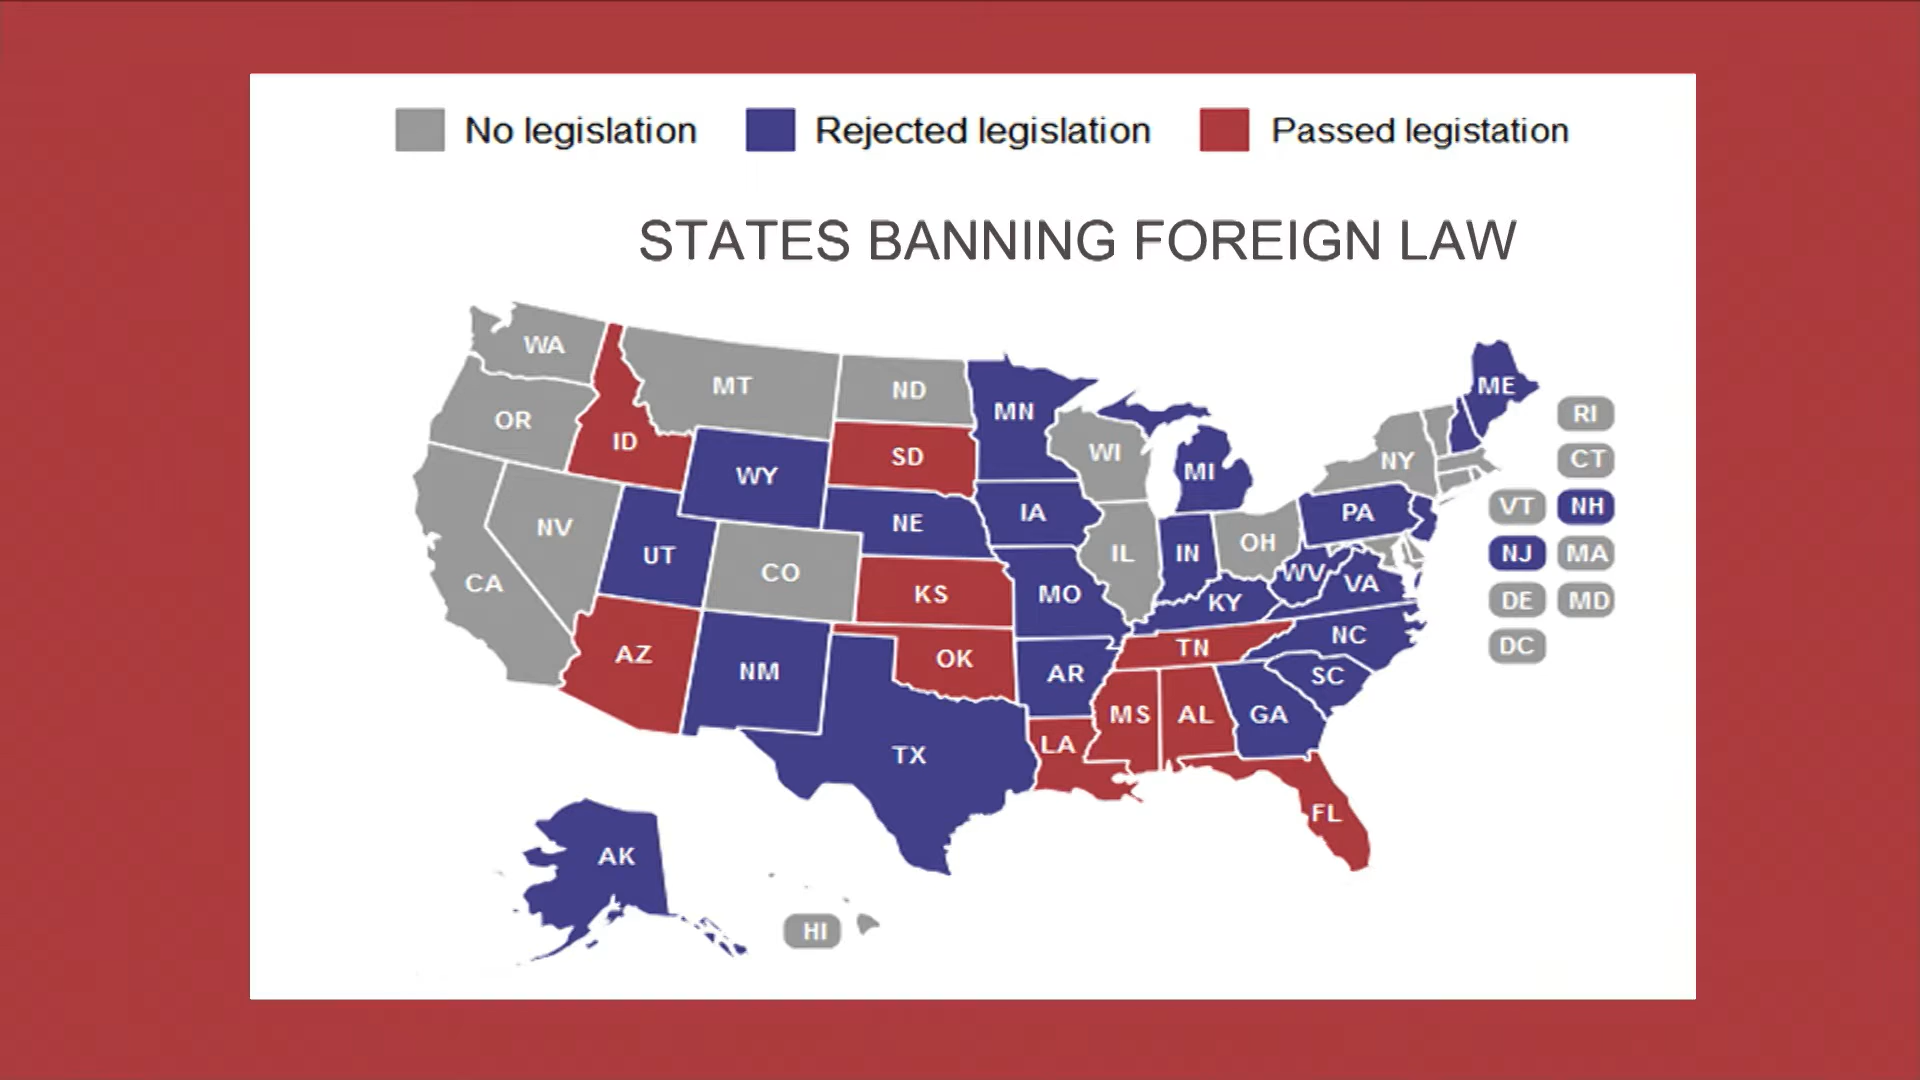 No legislation
Rejected legislation
Passed legistation
STATES BANNING FOREIGN LAW
WA
MT
ND
MN
ME
OR
ID
SD
WI
MI
NY
RI
WY
CT
NV
NE
IA
PA
VT
NH
UT
CO
IL
IN
OH
NJ
MA
CA
KS
MO
WV
VA
KY
DE
MD
AZ
OK
TN
NC
DC
NM
AR
SC
MS
AL
GA
TX
LA
FL
AK
HI